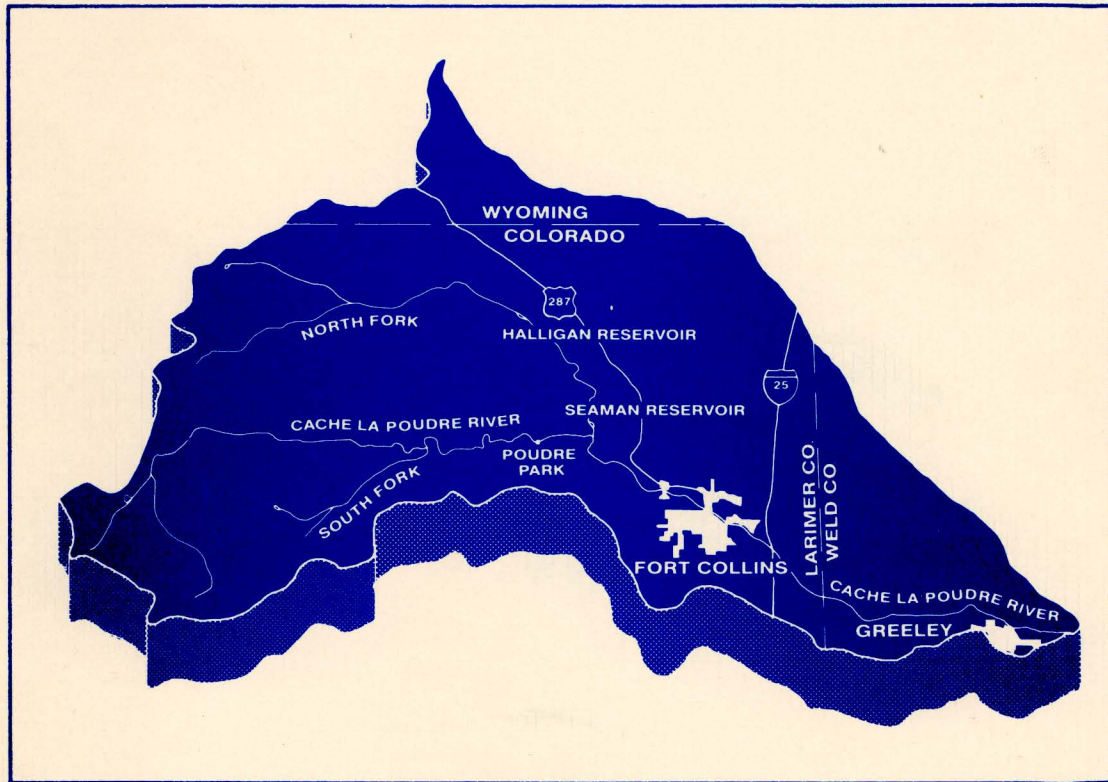 WYOMING
COLORADO
287
NORTH FORK
HALLIGAN RESERVOIR
25
SEAMAN RESERVOIR
CACHE LA POUDRE RIVER
POUDRE
PARK
SOUTH FORK
LARIMER CO.
WELD CO
FORT COLLINS
CACHE LA POUDRE RIVER
GREELEY